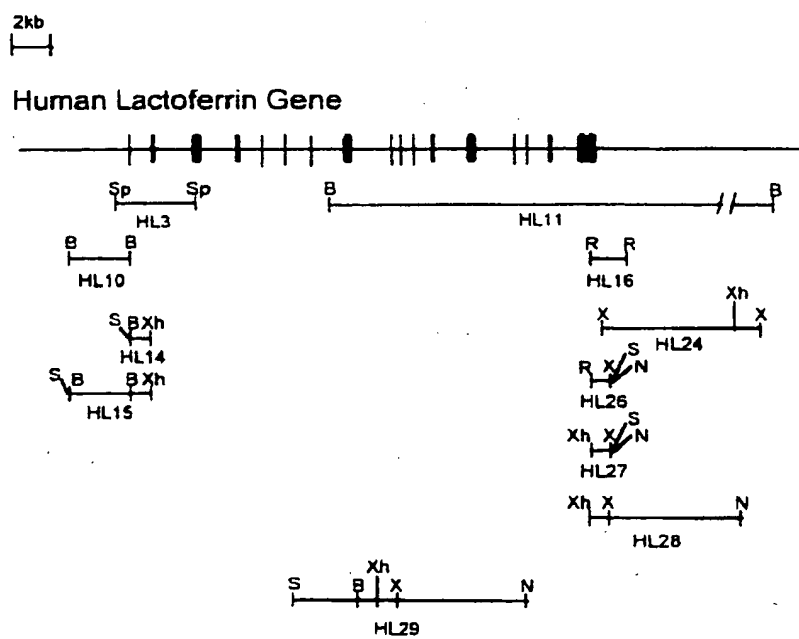 2kb
Human Lactoferrin Gene
Sp Sp B B
HL3 HL11
B B R R
HL10 HL16
S B Xh X Xh X
HL14 HL24
S B B Xh R X S N
HL15 HL26
Xh X S N
HL27
Xh X N
HL28
S B Xh X N
HL29